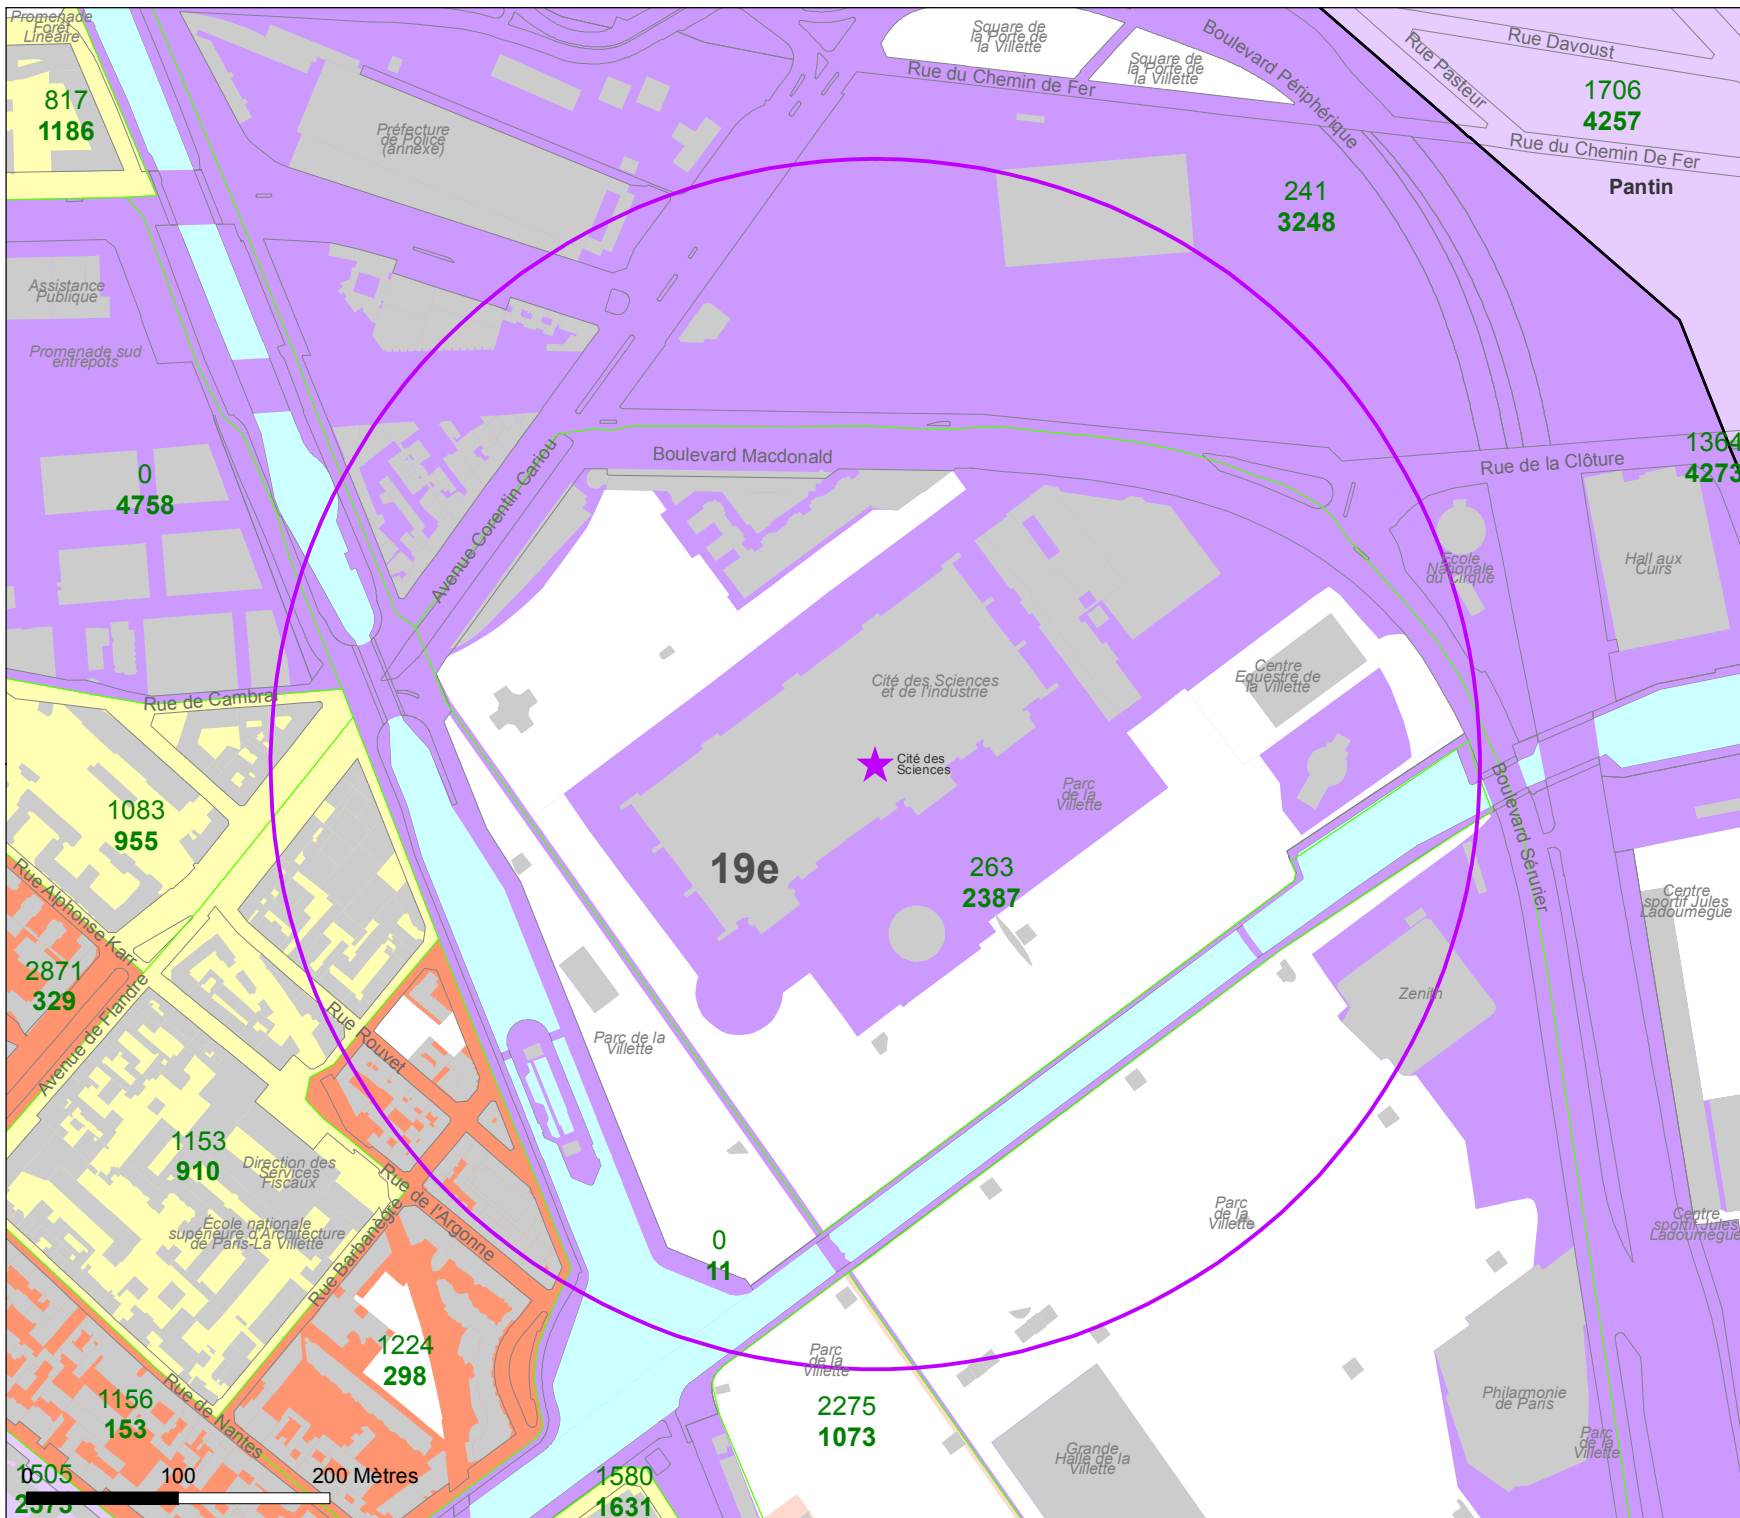 Promenade
Forêt
Linéaire
817
1186
Préfecture
de Police
(annexe)
Square de
la Porte de
la Villette
Square de
la Porte de
la Villette
Rue du Chemin de Fer
Boulevard Périphérique
Rue Davoust
Rue Pasteur
1706
4257
Rue du Chemin De Fer
Pantin
241
3248
Assistance
Publique
Promenade sud
entrepots
0
4758
Avenue Corentin Cariou
Boulevard Macdonald
Rue de la Clôture
1364
4273
Ecole
Nationale
du Cirque
Hall aux
Cuirs
Rue de Cambrai
Cité des Sciences
et de l'industrie
Centre
Equestre de
la Villette
Cité des
Sciences
Parc
de la
Villette
1083
955
19e
263
2387
Boulevard Sérurier
Rue Alphonse Karr
2871
329
Avenue de Flandre
Rue Rouvet
Parc de la
Villette
Zenith
Centre
sportif Jules
Ladoumegue
1153
910
Direction des
Services
Fiscaux
École nationale
supérieure d'Architecture
de Paris-La Villette
Rue de l'Argonne
Rue Barbanègre
Parc
de la
Villette
Centre
sportif Jules
Ladoumegue
0
11
1224
298
Parc
de la
Villette
2275
1073
Philarmonie
de Paris
Parc
de la
Villette
Grande
Halle de la
Villette
1156
153
Rue de Nantes
1505
2573
0 100 200 Mètres
1580
1631